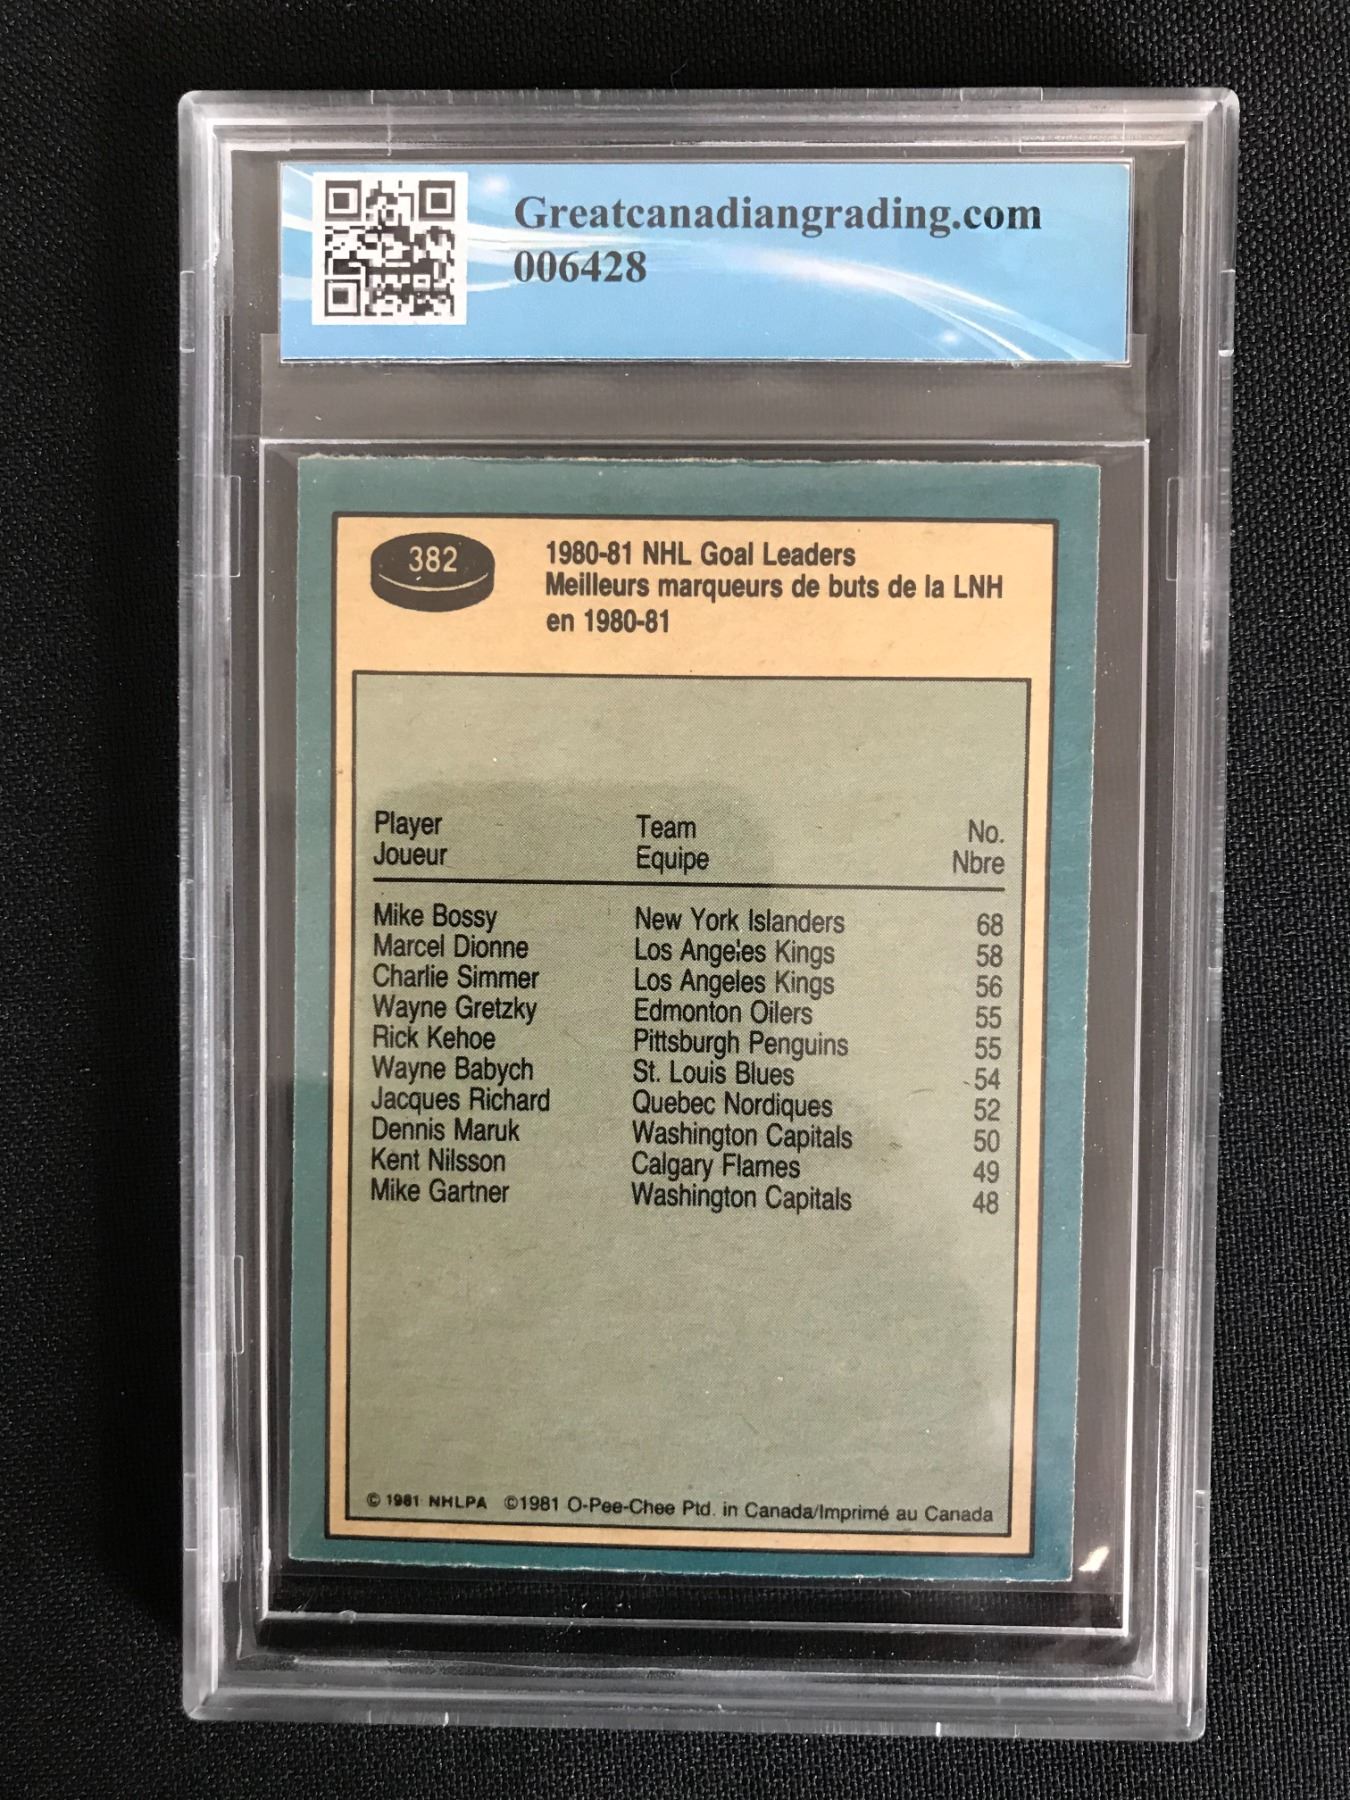 Greatcanadiangrading.com
006428
382
1980-81 NHL Goal Leaders
Meilleurs marqueurs de buts de la LNH
en 1980-81
Player Team No.
Joueur Equipe Nbre
Mike Bossy New York Islanders 68
Marcel Dionne Los Angeles Kings 58
Charlie Simmer Los Angeles Kings 56
Wayne Gretzky Edmonton Oilers 55
Rick Kehoe Pittsburgh Penguins 55
Wayne Babych St. Louis Blues 54
Jacques Richard Quebec Nordiques 52
Dennis Maruk Washington Capitals 50
Kent Nilsson Calgary Flames 49
Mike Gartner Washington Capitals 48
© 1981 NHLPA ©1981 O-Pee-Chee Ptd. in Canada/Imprimé au Canada